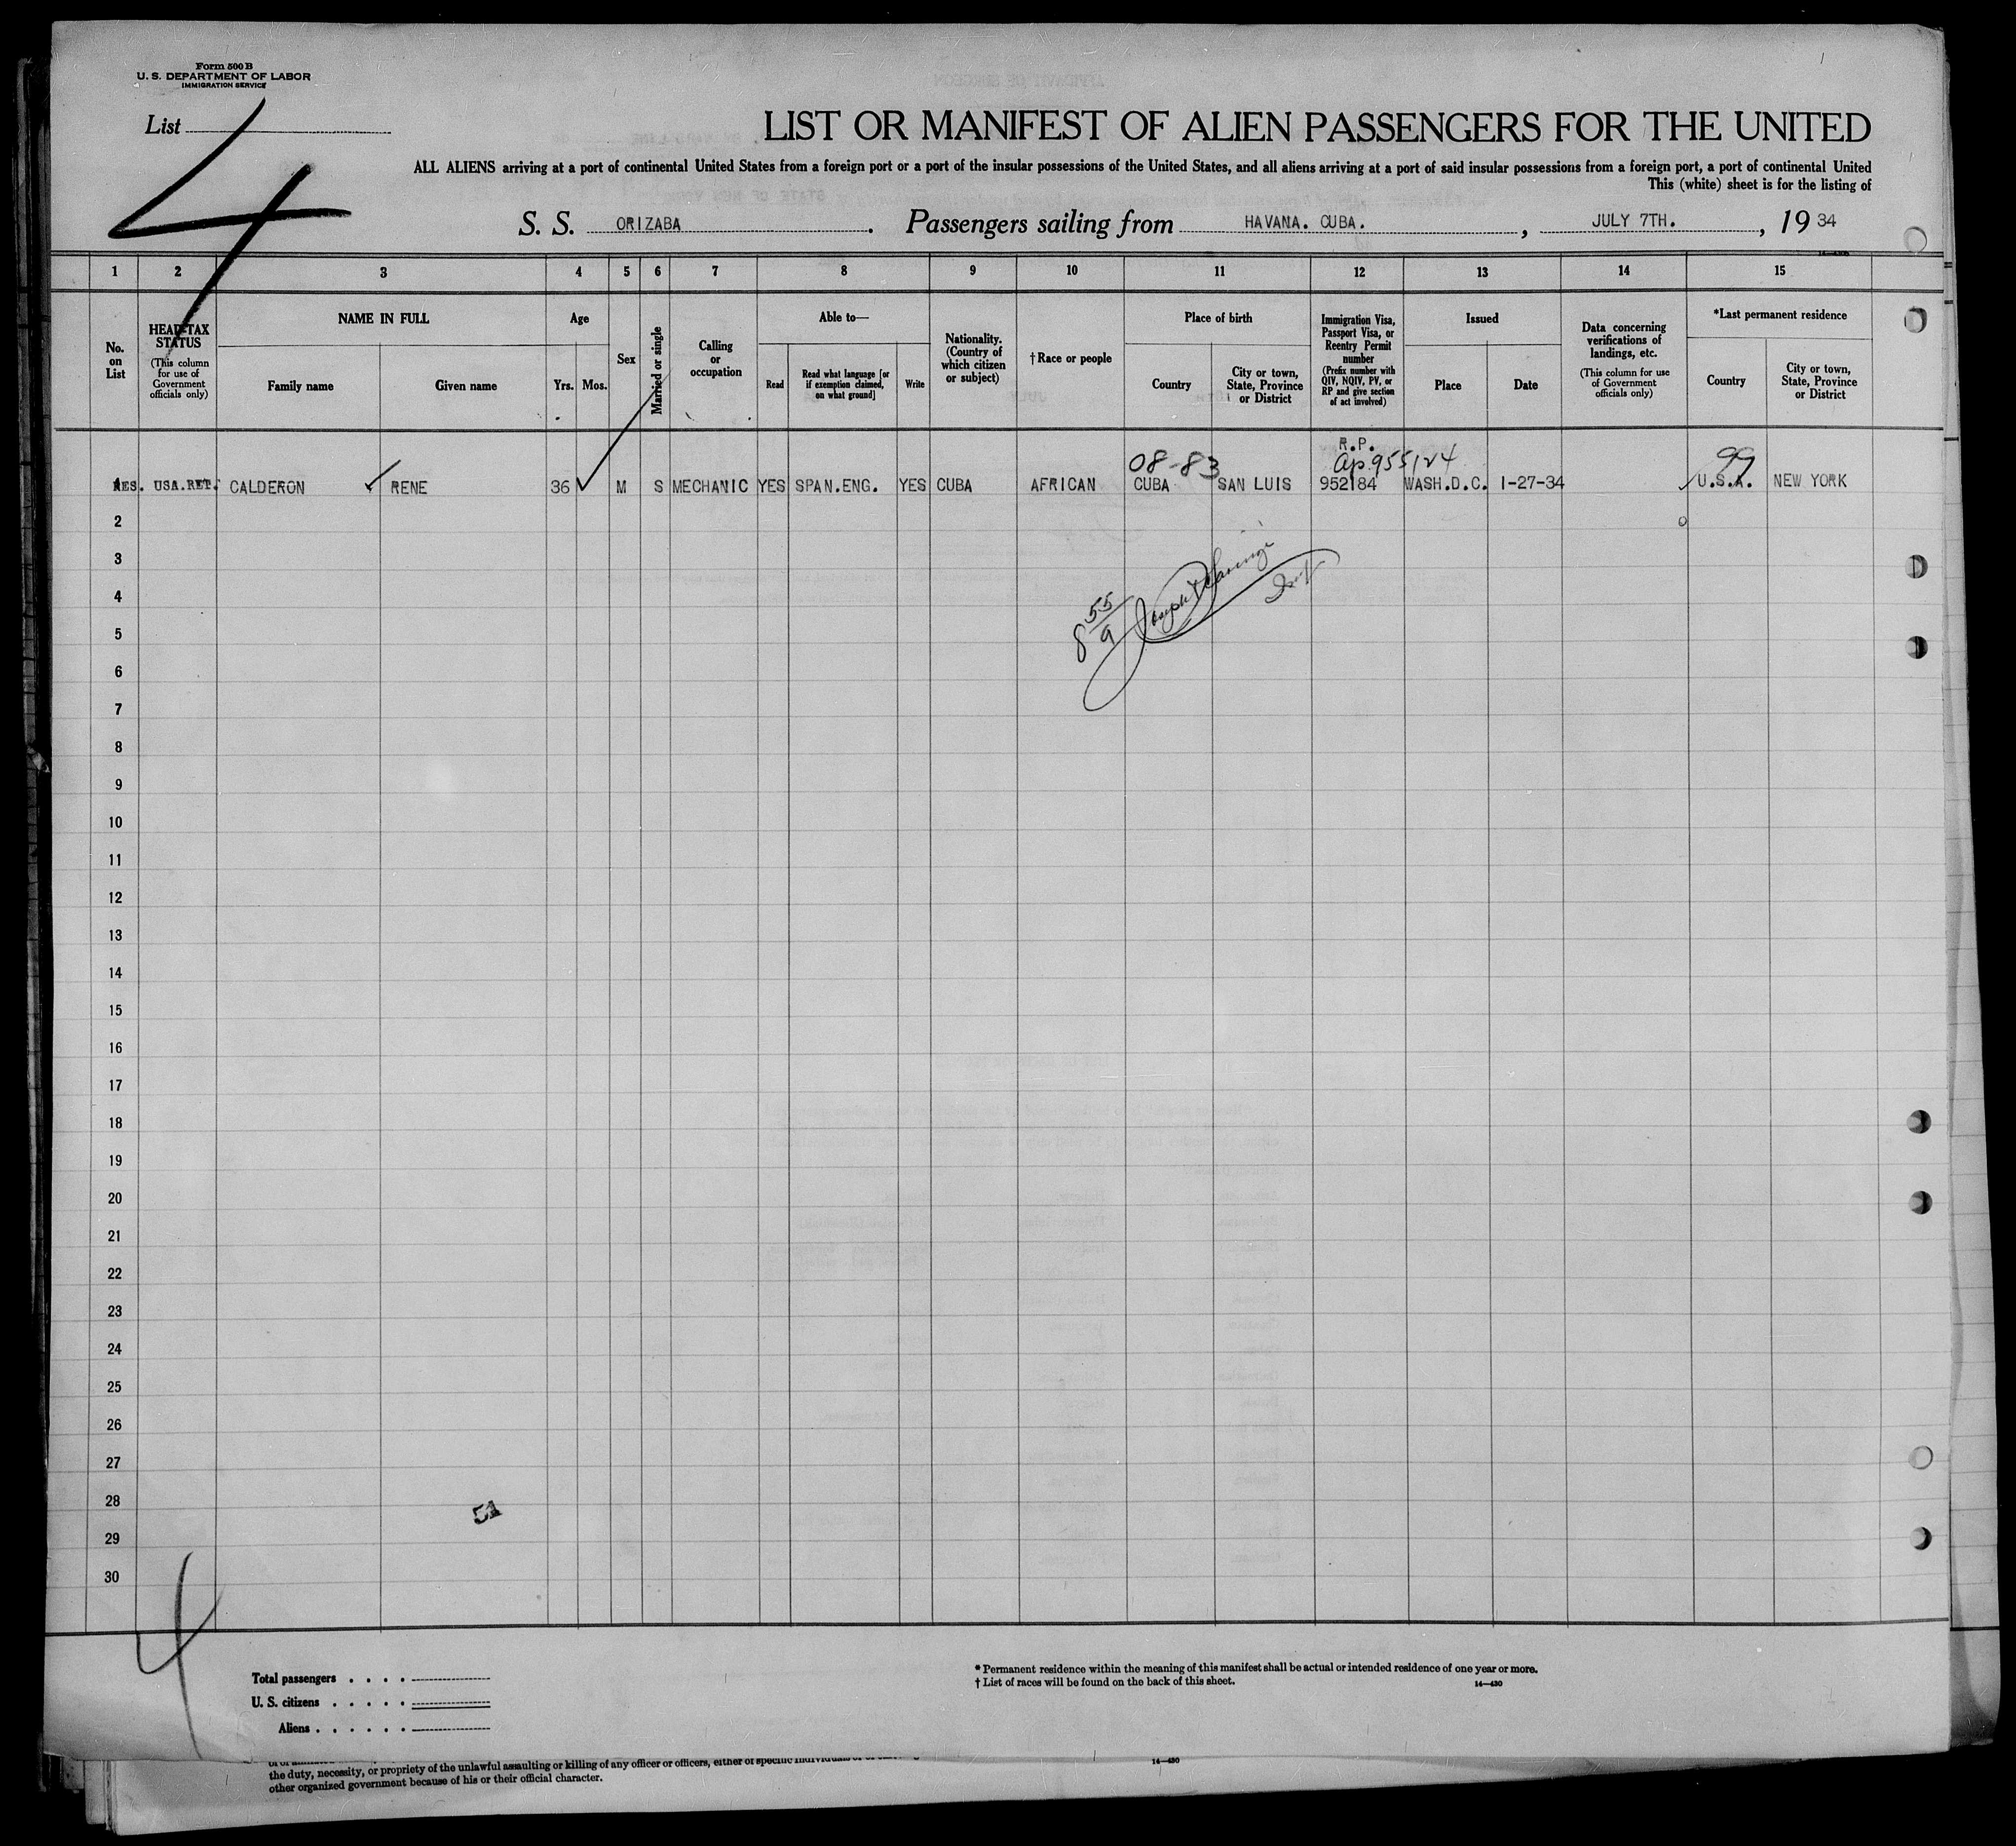 Form 500 B
U. S. DEPARTMENT OF LABOR
IMMIGRATION SERVICE
List
4
LIST OR MANIFEST OF ALIEN PASSENGERS FOR THE UNITED
ALL ALIENS arriving at a port of continental United States from a foreign port or a port of the insular possessions of the United States, and all aliens arriving at a port of said insular possessions from a foreign port, a port of continental United
This (white) sheet is for the listing of
S. S. ORIZABA . Passengers sailing from HAVANA. CUBA. , JULY 7TH. , 19 34
1 2 3 4 5 6 7 8 9 10 11 12 13 14 15
No. on List
HEAD-TAX STATUS
(This column for use of Government officials only)
NAME IN FULL
Family name
Given name
Age
Yrs.
Mos.
Sex
Married or single
Calling or occupation
Able to—
Read
Read what language [or if exemption claimed, on what ground]
Write
Nationality. (Country of which citizen or subject)
† Race or people
Place of birth
Country
City or town, State, Province or District
Immigration Visa, Passport Visa, or Reentry Permit number
(Prefix number with QIV, NQIV, PV, or RP and give section of act involved)
Issued
Place
Date
Data concerning verifications of landings, etc.
(This column for use of Government officials only)
*Last permanent residence
Country
City or town, State, Province or District
R.P.
08-83 ap. 955124 99
RES. USA.RET. CALDERON RENE 36 M S MECHANIC YES SPAN.ENG. YES CUBA AFRICAN CUBA SAN LUIS 952184 WASH.D.C. 1-27-34 U.S.A. NEW YORK
2
3
4
8 55/9 Joseph
5
6
7
8
9
10
11
12
13
14
15
16
17
18
19
20
21
22
23
24
25
26
27
28
51
29
30
4
Total passengers . . . .
U. S. citizens . . . . .
Aliens . . . . . .
* Permanent residence within the meaning of this manifest shall be actual or intended residence of one year or more.
† List of races will be found on the back of this sheet.
14—430
the duty, necessity, or propriety of the unlawful assaulting or killing of any officer or officers, either of specific
other organized government because of his or their official character.
14—430